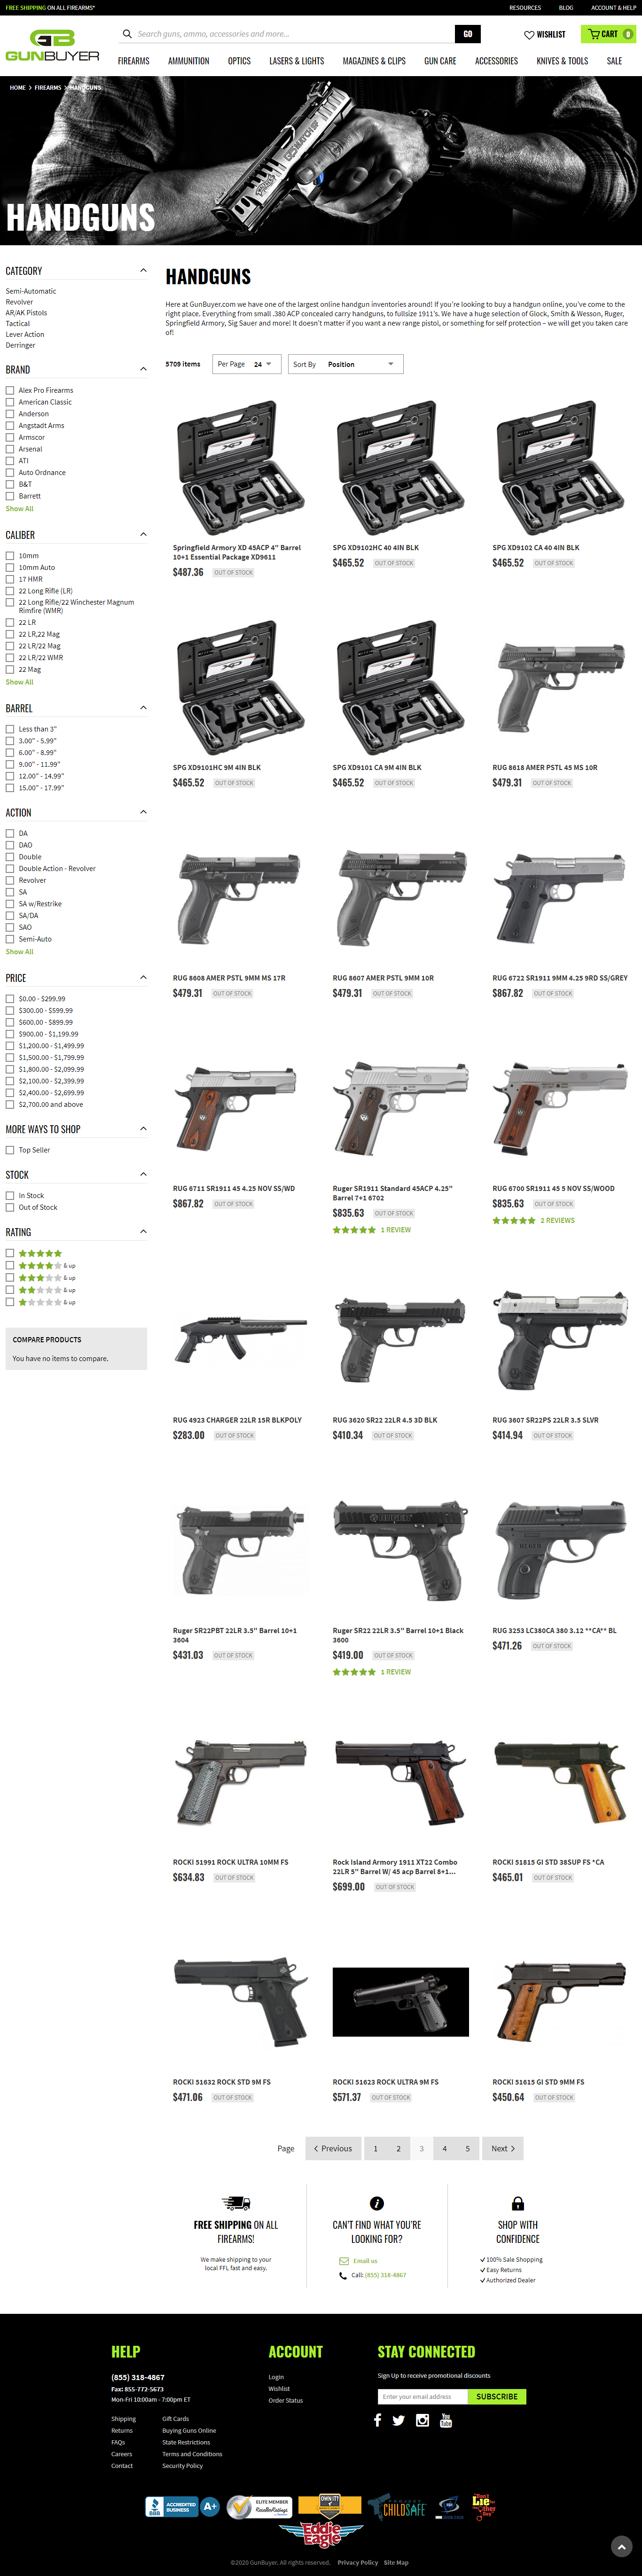 FREE SHIPPING ON ALL FIREARMS*
RESOURCES BLOG ACCOUNT & HELP
GB
GUNBUYER
Search guns, ammo, accessories and more...
GO
WISHLIST
CART 0
FIREARMS AMMUNITION OPTICS LASERS & LIGHTS MAGAZINES & CLIPS GUN CARE ACCESSORIES KNIVES & TOOLS SALE
HOME > FIREARMS > HANDGUNS
HANDGUNS
CATEGORY
Semi-Automatic
Revolver
AR/AK Pistols
Tactical
Lever Action
Derringer
BRAND
Alex Pro Firearms
American Classic
Anderson
Angstadt Arms
Armscor
Arsenal
ATI
Auto Ordnance
B&T
Barrett
Show All
CALIBER
10mm
10mm Auto
17 HMR
22 Long Rifle (LR)
22 Long Rifle/22 Winchester Magnum
Rimfire (WMR)
22 LR
22 LR,22 Mag
22 LR/22 Mag
22 LR/22 WMR
22 Mag
Show All
BARREL
Less than 3"
3.00" - 5.99"
6.00" - 8.99"
9.00" - 11.99"
12.00" - 14.99"
15.00" - 17.99"
ACTION
DA
DAO
Double
Double Action - Revolver
Revolver
SA
SA w/Restrike
SA/DA
SAO
Semi-Auto
Show All
PRICE
$0.00 - $299.99
$300.00 - $599.99
$600.00 - $899.99
$900.00 - $1,199.99
$1,200.00 - $1,499.99
$1,500.00 - $1,799.99
$1,800.00 - $2,099.99
$2,100.00 - $2,399.99
$2,400.00 - $2,699.99
$2,700.00 and above
MORE WAYS TO SHOP
Top Seller
STOCK
In Stock
Out of Stock
RATING
& up
& up
& up
& up
COMPARE PRODUCTS
You have no items to compare.
HANDGUNS
Here at GunBuyer.com we have one of the largest online handgun inventories around! If you're looking to buy a handgun online, you've come to the
right place. Everything from small .380 ACP concealed carry handguns, to fullsize 1911's. We have a huge selection of Glock, Smith & Wesson, Ruger,
Springfield Armory, Sig Sauer and more! It doesn't matter if you want a new range pistol, or something for self protection – we will get you taken care
of!
5709 items Per Page 24 Sort By Position
Springfield Armory XD 45ACP 4" Barrel
10+1 Essential Package XD9611
$487.36 OUT OF STOCK
SPG XD9102HC 40 4IN BLK
$465.52 OUT OF STOCK
SPG XD9102 CA 40 4IN BLK
$465.52 OUT OF STOCK
SPG XD9101HC 9M 4IN BLK
$465.52 OUT OF STOCK
SPG XD9101 CA 9M 4IN BLK
$465.52 OUT OF STOCK
RUG 8618 AMER PSTL 45 MS 10R
$479.31 OUT OF STOCK
RUG 8608 AMER PSTL 9MM MS 17R
$479.31 OUT OF STOCK
RUG 8607 AMER PSTL 9MM 10R
$479.31 OUT OF STOCK
RUG 6722 SR1911 9MM 4.25 9RD SS/GREY
$867.82 OUT OF STOCK
RUG 6711 SR1911 45 4.25 NOV SS/WD
$867.82 OUT OF STOCK
Ruger SR1911 Standard 45ACP 4.25"
Barrel 7+1 6702
$835.63 OUT OF STOCK
1 REVIEW
RUG 6700 SR1911 45 5 NOV SS/WOOD
$835.63 OUT OF STOCK
2 REVIEWS
RUG 4923 CHARGER 22LR 15R BLKPOLY
$283.00 OUT OF STOCK
RUG 3620 SR22 22LR 4.5 3D BLK
$410.34 OUT OF STOCK
RUG 3607 SR22PS 22LR 3.5 SLVR
$414.94 OUT OF STOCK
Ruger SR22PBT 22LR 3.5" Barrel 10+1
3604
$431.03 OUT OF STOCK
Ruger SR22 22LR 3.5" Barrel 10+1 Black
3600
$419.00 OUT OF STOCK
1 REVIEW
RUG 3253 LC380CA 380 3.12 **CA** BL
$471.26 OUT OF STOCK
ROCKI 51991 ROCK ULTRA 10MM FS
$634.83 OUT OF STOCK
Rock Island Armory 1911 XT22 Combo
22LR 5" Barrel W/ 45 acp Barrel 8+1...
$699.00 OUT OF STOCK
ROCKI 51815 GI STD 38SUP FS *CA
$465.01 OUT OF STOCK
ROCKI 51632 ROCK STD 9M FS
$471.06 OUT OF STOCK
ROCKI 51623 ROCK ULTRA 9M FS
$571.37 OUT OF STOCK
ROCKI 51615 GI STD 9MM FS
$450.64 OUT OF STOCK
Page < Previous 1 2 3 4 5 Next >
FREE SHIPPING ON ALL
FIREARMS!
We make shipping to your
local FFL fast and easy.
CAN'T FIND WHAT YOU'RE
LOOKING FOR?
Email us
Call: (855) 318-4867
SHOP WITH
CONFIDENCE
100% Sale Shopping
Easy Returns
Authorized Dealer
HELP
(855) 318-4867
Fax: 855-772-5673
Mon-Fri 10:00am - 7:00pm ET
Shipping
Returns
FAQs
Careers
Contact
Gift Cards
Buying Guns Online
State Restrictions
Terms and Conditions
Security Policy
ACCOUNT
Login
Wishlist
Order Status
STAY CONNECTED
Sign Up to receive promotional discounts
Enter your email address SUBSCRIBE
You Tube
BBB ACCREDITED BUSINESS A+
ELITE MEMBER
ResellerRatings
OWN IT?
PROJECT CHILDSAFE
Don't Lie for the other Guy
Eddie Eagle
©2020 GunBuyer. All rights reserved. Privacy Policy Site Map